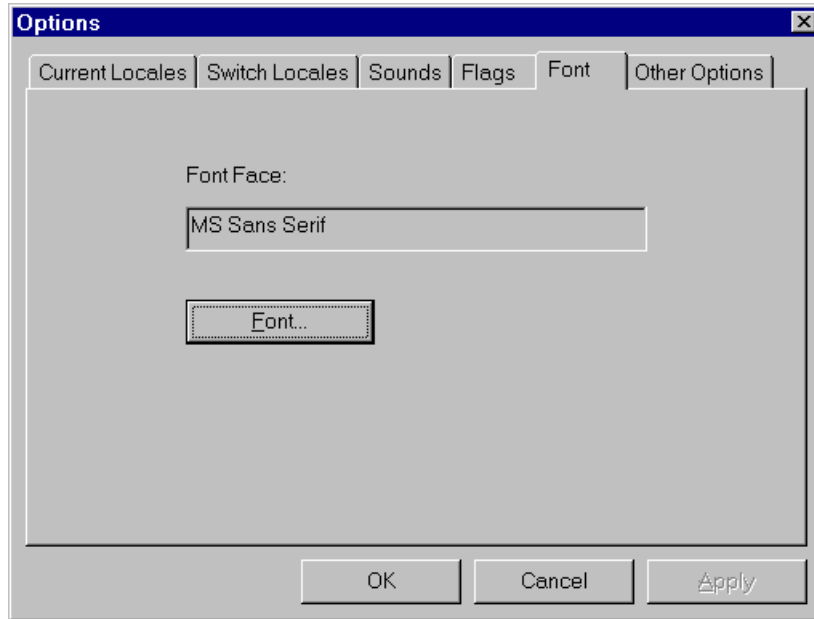 Options
Current Locales Switch Locales Sounds Flags Font Other Options
Font Face:
MS Sans Serif
Font...
OK Cancel Apply